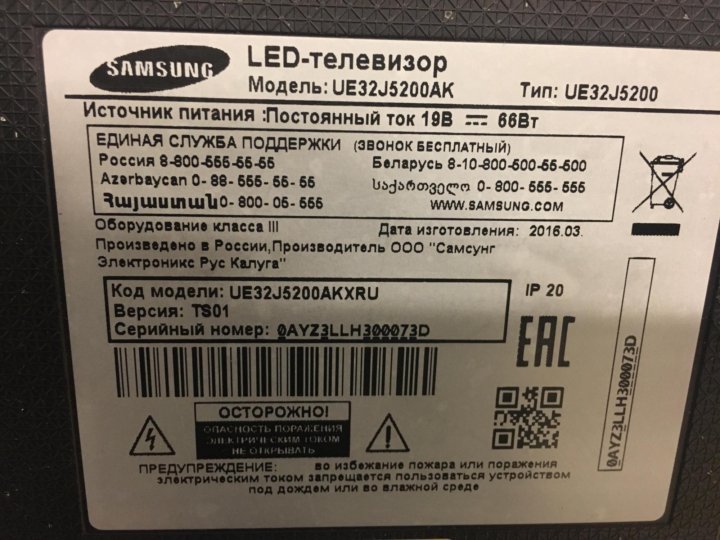 SAMSUNG
LED-телевизор
Модель: UE32J5200AK Тип: UE32J5200
Источник питания :Постоянный ток 19В 66Вт
ЕДИНАЯ СЛУЖБА ПОДДЕРЖКИ (ЗВОНОК БЕСПЛАТНЫЙ)
Россия 8-800-555-55-55 Беларусь 8-10-800-500-55-500
Azərbaycan 0- 88- 555- 55- 55 საქართველო 0- 800- 555- 555
Հայաստան 0- 800- 05- 555 WWW.SAMSUNG.COM
Оборудование класса III Дата изготовления: 2016.03.
Произведено в России,Производитель ООО "Самсунг
Электроникс Рус Калуга"
Код модели: UE32J5200AKXRU IP 20
Версия: TS01
Серийный номер: 0AYZ3LLH300073D
EAC
0AYZ3LLH300073D
ОСТОРОЖНО!
ОПАСНОСТЬ ПОРАЖЕНИЯ
ЭЛЕКТРИЧЕСКИМ ТОКОМ
НЕ ОТКРЫВАТЬ
ПРЕДУПРЕЖДЕНИЕ: во избежание пожара или поражения
электрическим током запрещается пользоваться устройством
под дождем или во влажной среде